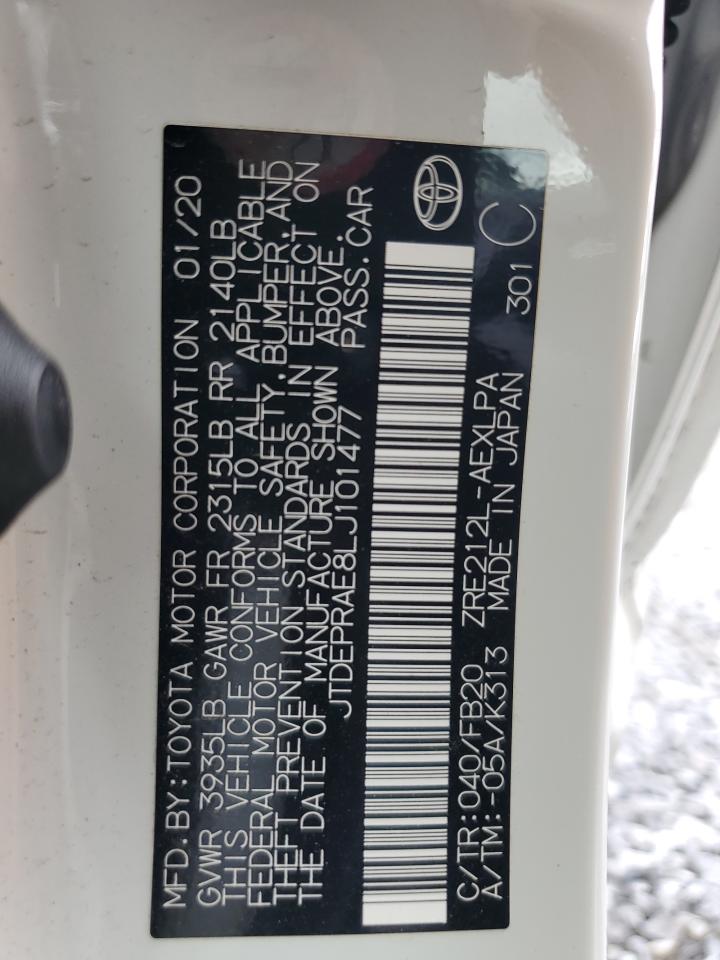 MFD.BY:TOYOTA MOTOR CORPORATION 01/20
GVWR 3935LB GAWR FR 2315LB RR 2140LB
THIS VEHICLE CONFORMS TO ALL APPLICABLE
FEDERAL MOTOR VEHICLE SAFETY,BUMPER,AND
THEFT PREVENTION STANDARDS IN EFFECT ON
THE DATE OF MANUFACTURE SHOWN ABOVE.
JTDEPRAE8LJ101477 PASS.CAR
C/TR:040/FB20 ZRE212L-AEXLPA
A/TM:-05A/K313 MADE IN JAPAN
301 C